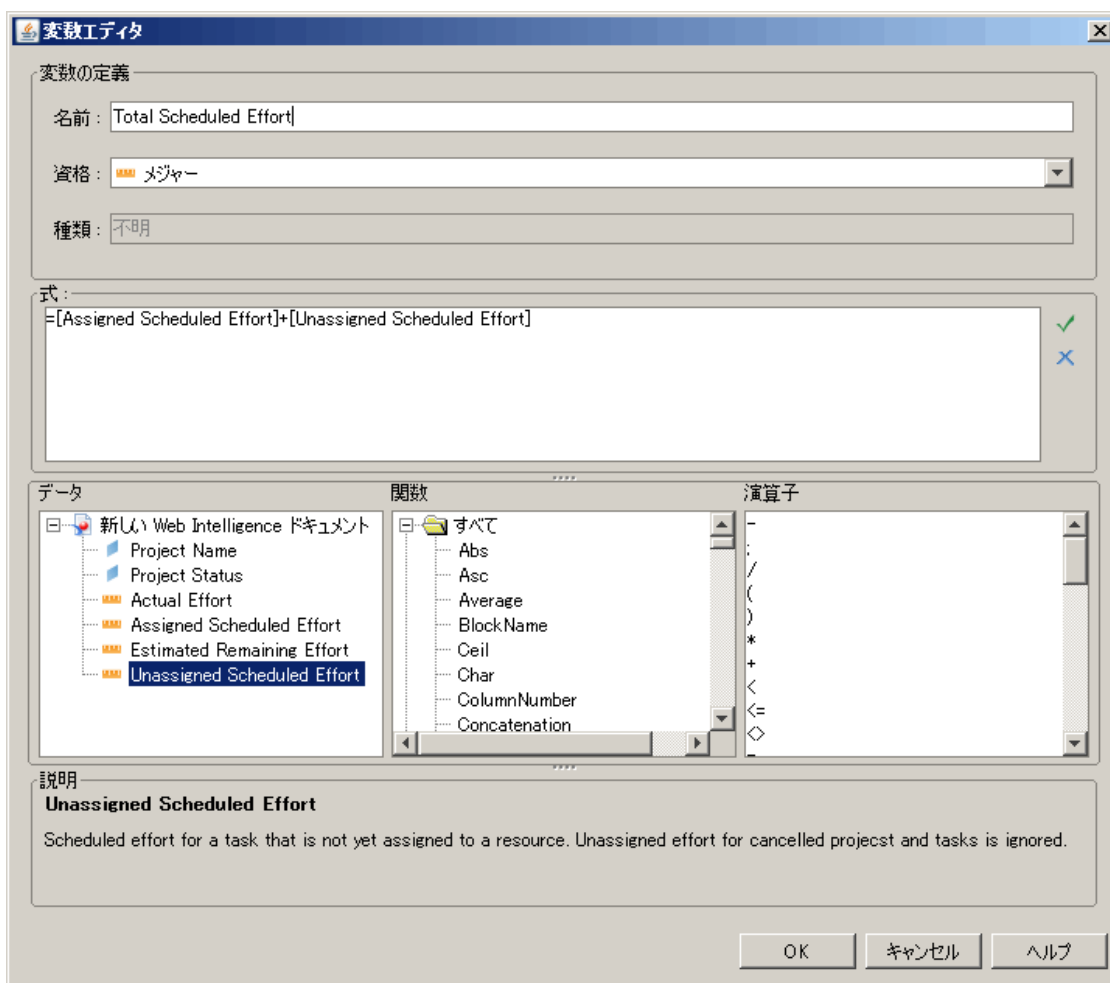 変数エディタ
変数の定義
名前 : Total Scheduled Effort
資格 : メジャー
種類 : 不明
式 :
=[Assigned Scheduled Effort]+[Unassigned Scheduled Effort]
データ
新しい Web Intelligence ドキュメント
Project Name
Project Status
Actual Effort
Assigned Scheduled Effort
Estimated Remaining Effort
Unassigned Scheduled Effort
関数
すべて
Abs
Asc
Average
BlockName
Ceil
Char
ColumnNumber
Concatenation
演算子
-
;
/
(
)
*
+
<
<=
<>
説明
Unassigned Scheduled Effort
Scheduled effort for a task that is not yet assigned to a resource. Unassigned effort for cancelled projecst and tasks is ignored.
OK
キャンセル
ヘルプ